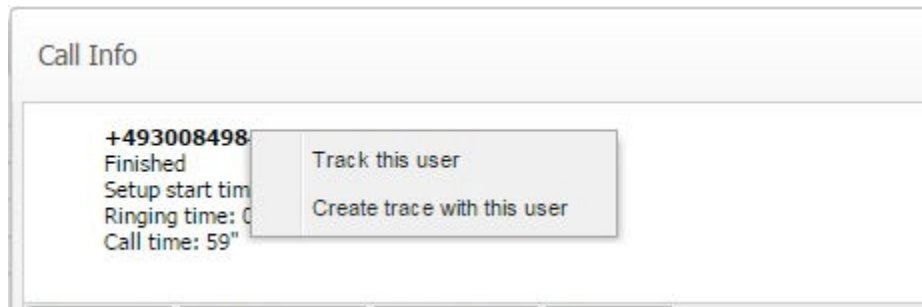 Call Info
+493008498
Finished
Setup start tim
Ringing time:
Call time: 59"
Track this user
Create trace with this user